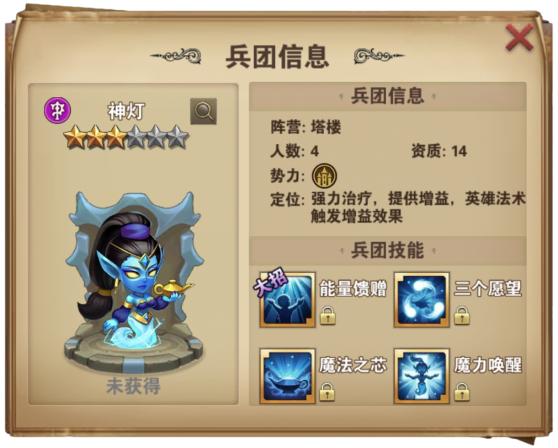 兵团信息
神灯
未获得
兵团信息
阵营: 塔楼
人数: 4 资质: 14
势力:
定位: 强力治疗，提供增益，英雄法术
触发增益效果
兵团技能
大招 能量馈赠 三个愿望
魔法之芯 魔力唤醒